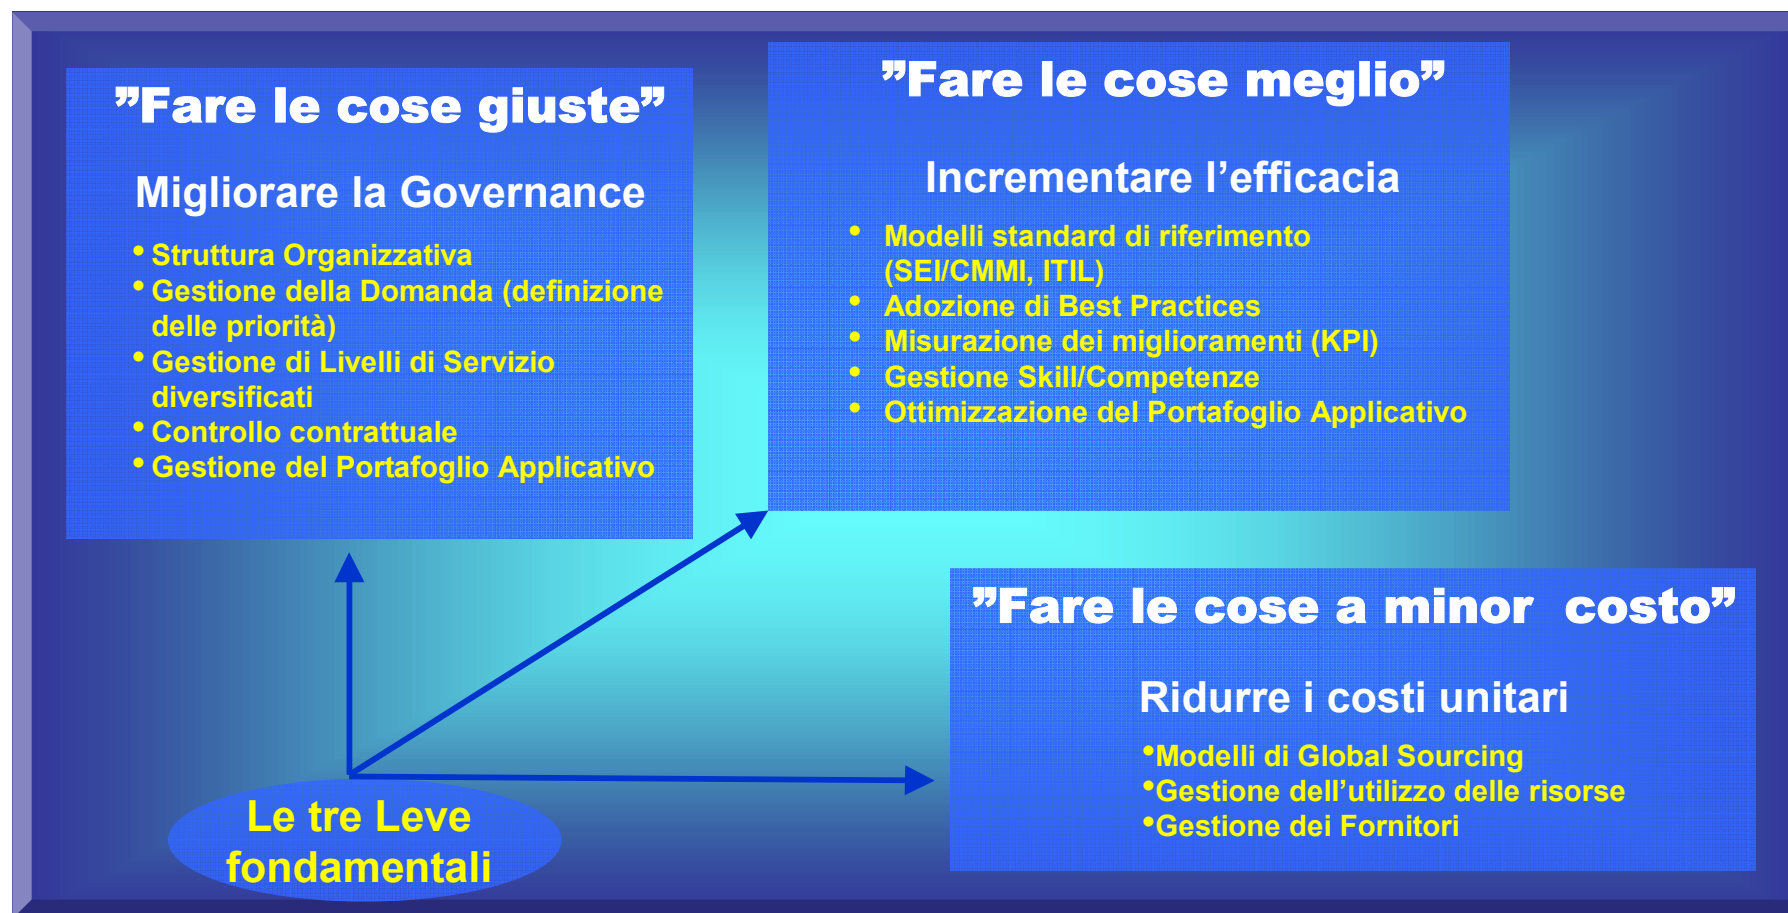 ”Fare le cose giuste”
Migliorare la Governance
• Struttura Organizzativa
• Gestione della Domanda (definizione
delle priorità)
• Gestione di Livelli di Servizio
diversificati
• Controllo contrattuale
• Gestione del Portafoglio Applicativo
”Fare le cose meglio”
Incrementare l’efficacia
• Modelli standard di riferimento
(SEI/CMMI, ITIL)
• Adozione di Best Practices
• Misurazione dei miglioramenti (KPI)
• Gestione Skill/Competenze
• Ottimizzazione del Portafoglio Applicativo
”Fare le cose a minor costo”
Ridurre i costi unitari
•Modelli di Global Sourcing
•Gestione dell’utilizzo delle risorse
•Gestione dei Fornitori
Le tre Leve
fondamentali